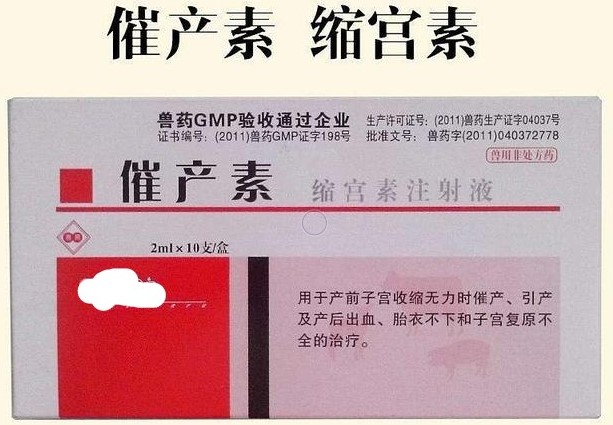 催产素 缩宫素
兽药GMP验收通过企业
证书编号：(2011)兽药GMP证字198号
生产许可证号：(2011)兽药生产证字04037号
批准文号： 兽药字(2011)040372778
兽用非处方药
催产素 缩宫素注射液
2ml×10支/盒
用于产前子宫收缩无力时催产、引产
及产后出血、胎衣不下和子宫复原不
全的治疗。